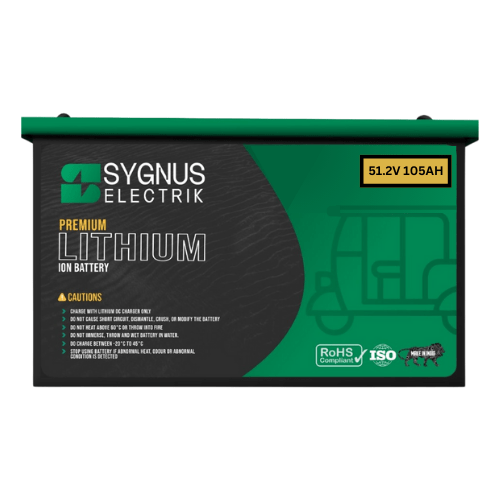 SYGNUS
ELECTRIK
51.2V 105AH
PREMIUM
LITHIUM
ION BATTERY
CAUTIONS
CHARGE WITH LITHIUM DC CHARGER ONLY
DO NOT CAUSE SHORT CIRCUIT, DISMANTLE, CRUSH, OR MODIFY THE BATTERY
DO NOT HEAT ABOVE 60°C OR THROW INTO FIRE
DO NOT IMMERSE, THROW AND WET BATTERY IN WATER.
DO CHARGE BETWEEN -20°C TO 45°C
STOP USING BATTERY IF ABNORMAL HEAT, ODOUR OR ABNORMAL
CONDITION IS DETECTED
RoHS
Compliant
ISO
MAKE IN INDIA